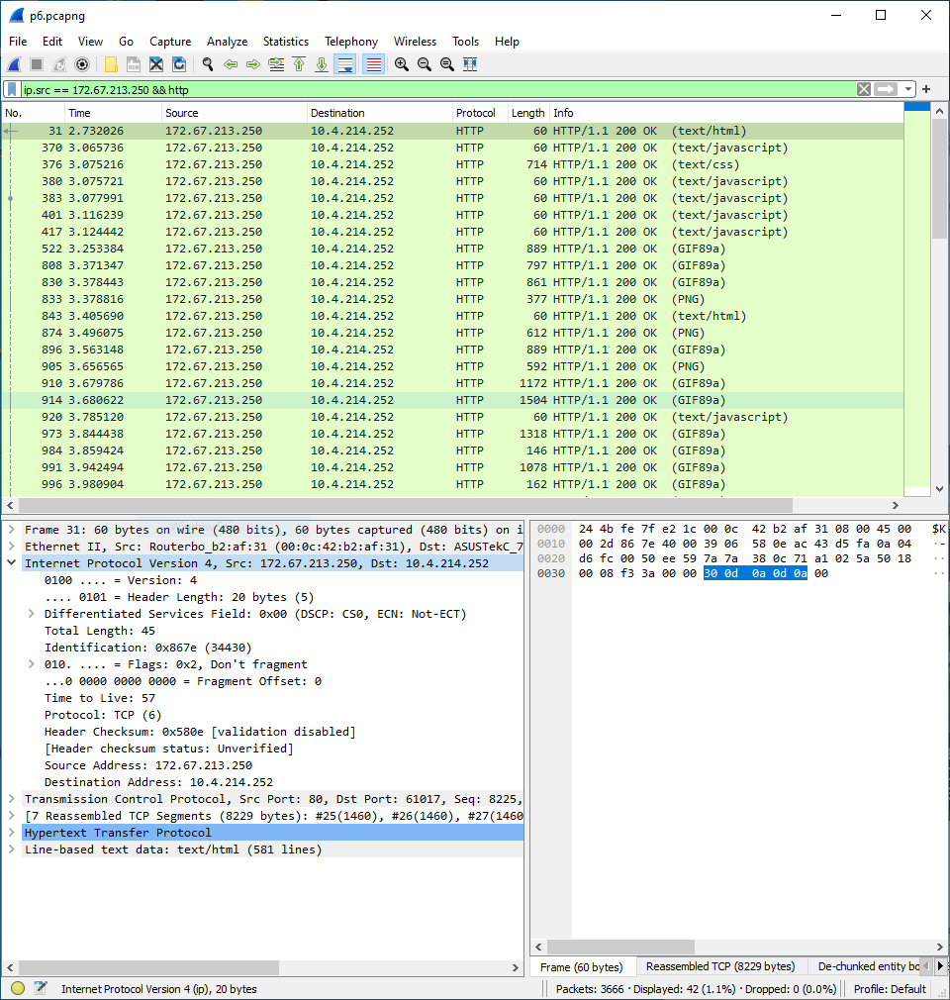 p6.pcapng
File Edit View Go Capture Analyze Statistics Telephony Wireless Tools Help
ip.src == 172.67.213.250 && http
No. Time Source Destination Protocol Length Info
31 2.732026 172.67.213.250 10.4.214.252 HTTP 60 HTTP/1.1 200 OK (text/html)
370 3.065736 172.67.213.250 10.4.214.252 HTTP 60 HTTP/1.1 200 OK (text/javascript)
376 3.075216 172.67.213.250 10.4.214.252 HTTP 714 HTTP/1.1 200 OK (text/css)
380 3.075721 172.67.213.250 10.4.214.252 HTTP 60 HTTP/1.1 200 OK (text/javascript)
383 3.077991 172.67.213.250 10.4.214.252 HTTP 60 HTTP/1.1 200 OK (text/javascript)
401 3.116239 172.67.213.250 10.4.214.252 HTTP 60 HTTP/1.1 200 OK (text/javascript)
417 3.124442 172.67.213.250 10.4.214.252 HTTP 60 HTTP/1.1 200 OK (text/javascript)
522 3.253384 172.67.213.250 10.4.214.252 HTTP 889 HTTP/1.1 200 OK (GIF89a)
808 3.371347 172.67.213.250 10.4.214.252 HTTP 797 HTTP/1.1 200 OK (GIF89a)
830 3.378443 172.67.213.250 10.4.214.252 HTTP 861 HTTP/1.1 200 OK (GIF89a)
833 3.378816 172.67.213.250 10.4.214.252 HTTP 377 HTTP/1.1 200 OK (PNG)
843 3.405690 172.67.213.250 10.4.214.252 HTTP 60 HTTP/1.1 200 OK (text/html)
874 3.496075 172.67.213.250 10.4.214.252 HTTP 612 HTTP/1.1 200 OK (PNG)
896 3.563148 172.67.213.250 10.4.214.252 HTTP 889 HTTP/1.1 200 OK (GIF89a)
905 3.656565 172.67.213.250 10.4.214.252 HTTP 592 HTTP/1.1 200 OK (PNG)
910 3.679786 172.67.213.250 10.4.214.252 HTTP 1172 HTTP/1.1 200 OK (GIF89a)
914 3.680622 172.67.213.250 10.4.214.252 HTTP 1504 HTTP/1.1 200 OK (GIF89a)
920 3.785120 172.67.213.250 10.4.214.252 HTTP 60 HTTP/1.1 200 OK (text/javascript)
973 3.844438 172.67.213.250 10.4.214.252 HTTP 1318 HTTP/1.1 200 OK (GIF89a)
984 3.859424 172.67.213.250 10.4.214.252 HTTP 146 HTTP/1.1 200 OK (GIF89a)
991 3.942494 172.67.213.250 10.4.214.252 HTTP 1078 HTTP/1.1 200 OK (GIF89a)
996 3.980904 172.67.213.250 10.4.214.252 HTTP 162 HTTP/1.1 200 OK (GIF89a)
Frame 31: 60 bytes on wire (480 bits), 60 bytes captured (480 bits) on i
Ethernet II, Src: Routerbo_b2:af:31 (00:0c:42:b2:af:31), Dst: ASUSTekC_7
Internet Protocol Version 4, Src: 172.67.213.250, Dst: 10.4.214.252
0100 .... = Version: 4
.... 0101 = Header Length: 20 bytes (5)
Differentiated Services Field: 0x00 (DSCP: CS0, ECN: Not-ECT)
Total Length: 45
Identification: 0x867e (34430)
010. .... = Flags: 0x2, Don't fragment
...0 0000 0000 0000 = Fragment Offset: 0
Time to Live: 57
Protocol: TCP (6)
Header Checksum: 0x580e [validation disabled]
[Header checksum status: Unverified]
Source Address: 172.67.213.250
Destination Address: 10.4.214.252
Transmission Control Protocol, Src Port: 80, Dst Port: 61017, Seq: 8225,
[7 Reassembled TCP Segments (8229 bytes): #25(1460), #26(1460), #27(1460
Hypertext Transfer Protocol
Line-based text data: text/html (581 lines)
0000 24 4b fe 7f e2 1c 00 0c 42 b2 af 31 08 00 45 00 $K
0010 00 2d 86 7e 40 00 39 06 58 0e ac 43 d5 fa 0a 04 ·-
0020 d6 fc 00 50 ee 59 7a 7a 38 0c 71 a1 02 5a 50 18 ··
0030 00 08 f3 3a 00 00 30 0d 0a 0d 0a 00 ··
Frame (60 bytes) Reassembled TCP (8229 bytes) De-chunked entity bo
Internet Protocol Version 4 (ip), 20 bytes Packets: 3666 · Displayed: 42 (1.1%) · Dropped: 0 (0.0%) Profile: Default